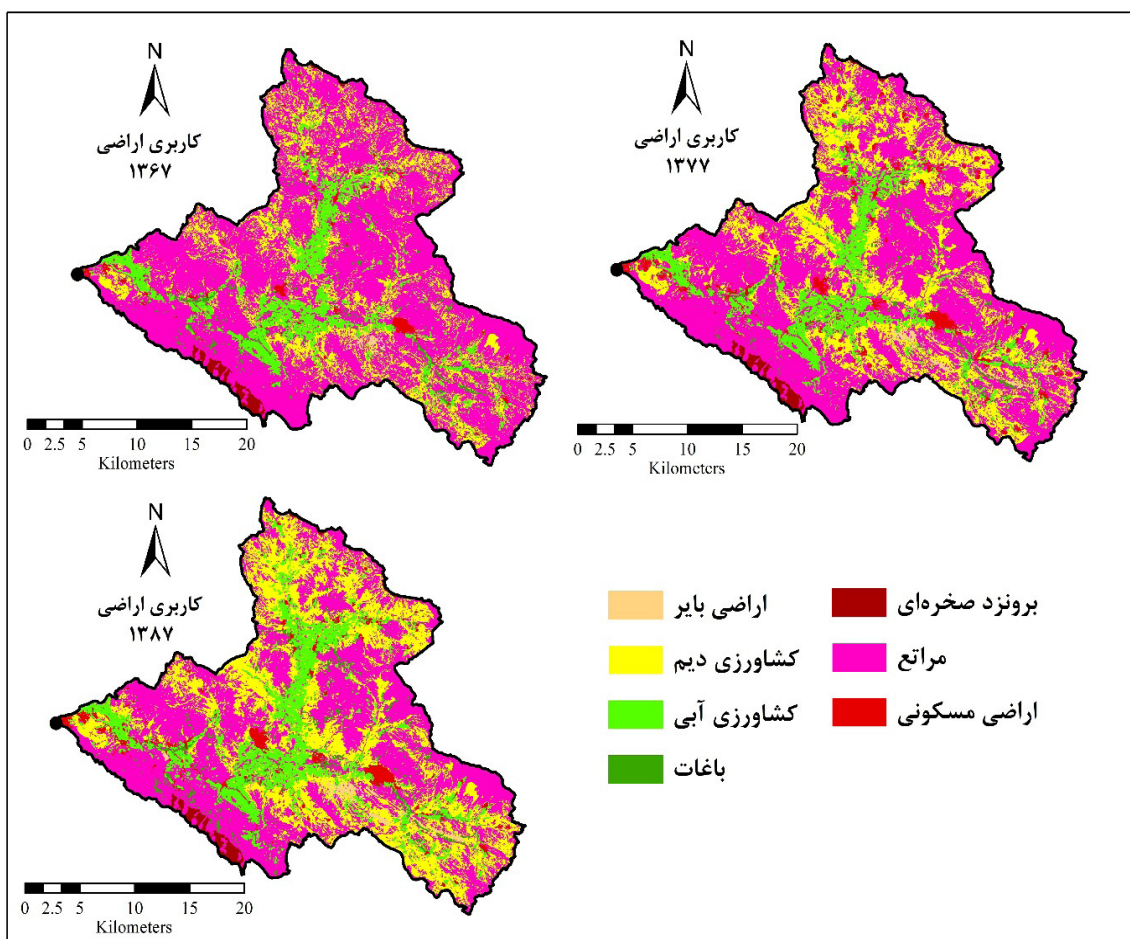 N
کاربری اراضی
۱۳۶۷
0 2.5 5 10 15 20
Kilometers
N
کاربری اراضی
۱۳۷۷
0 2.5 5 10 15 20
Kilometers
N
کاربری اراضی
۱۳۸۷
0 2.5 5 10 15 20
Kilometers
برونزد صخره‌ای
مراتع
اراضی مسکونی
اراضی بایر
کشاورزی دیم
کشاورزی آبی
باغات